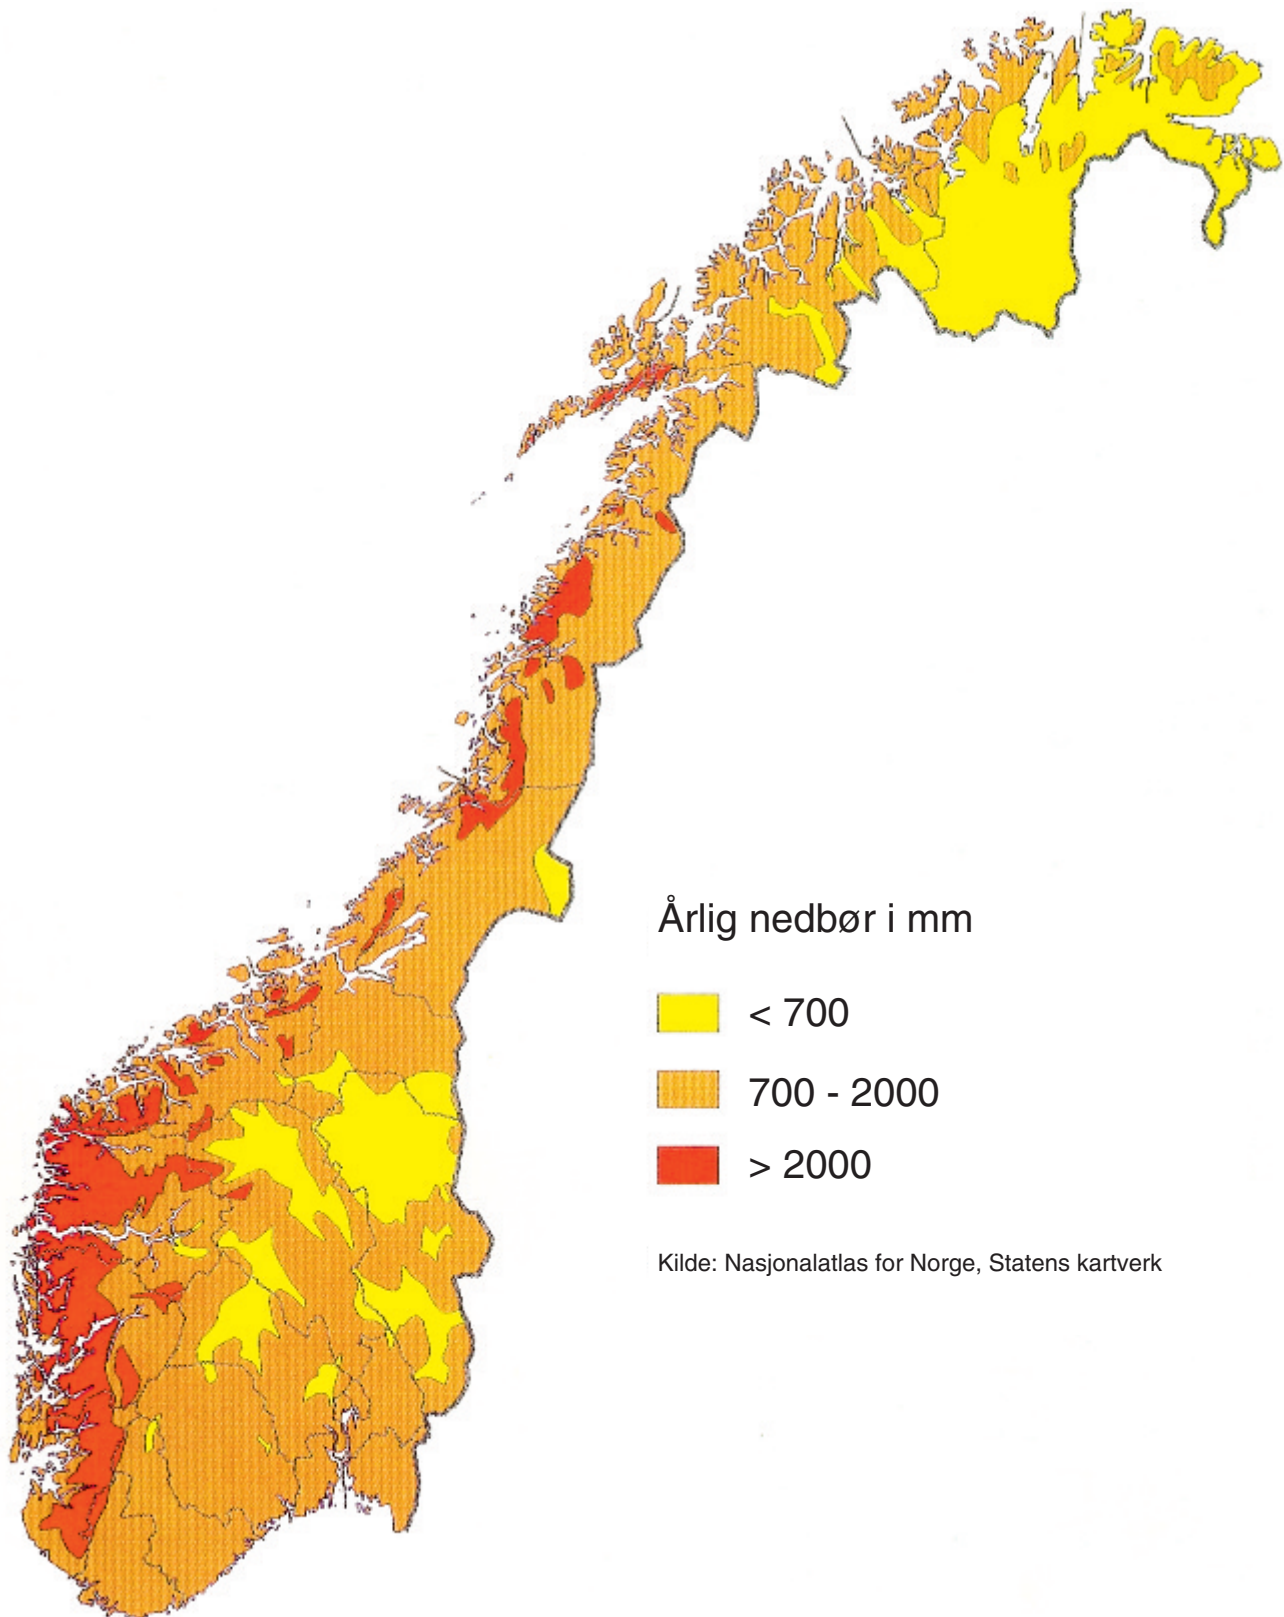 Årlig nedbør i mm
< 700
700 - 2000
> 2000
Kilde: Nasjonalatlas for Norge, Statens kartverk